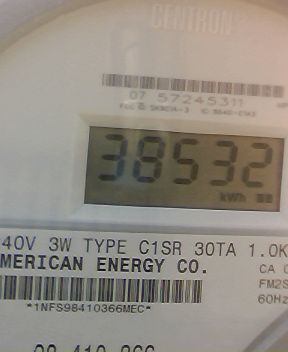 CENTRON®
07 57245311
38532
kWh
40V 3W TYPE C1SR 30TA 1.0K
MERICAN ENERGY CO.
CA
FM2S
60Hz
*1NFS98410366MEC*